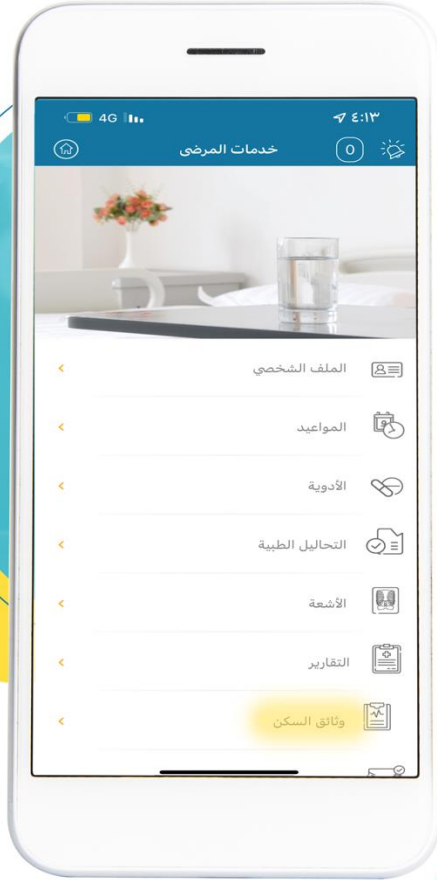 4G ٤:١٣
خدمات المرضى 0
الملف الشخصي
المواعيد
الأدوية
التحاليل الطبية
الأشعة
التقارير
وثائق السكن